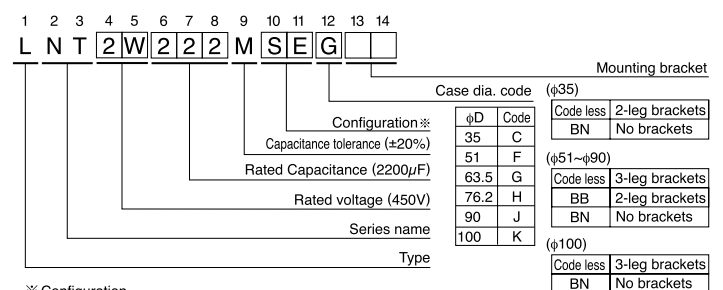 1 2 3 4 5 6 7 8 9 10 11 12 13 14
L N T 2 W 2 2 2 M S E G
Mounting bracket
Case dia. code
Configuration※
Capacitance tolerance (±20%)
Rated Capacitance (2200µF)
Rated voltage (450V)
Series name
Type
φD Code
35 C
51 F
63.5 G
76.2 H
90 J
100 K
(φ35)
Code less 2-leg brackets
BN No brackets
(φ51~φ90)
Code less 3-leg brackets
BB 2-leg brackets
BN No brackets
(φ100)
Code less 3-leg brackets
BN No brackets
※ Configuration